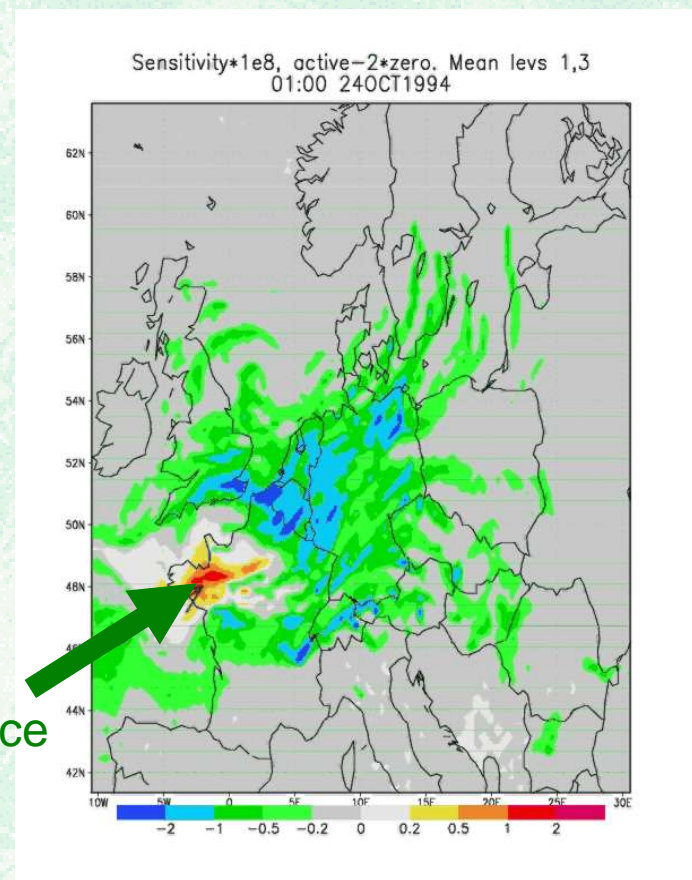 Sensitivity*1e8, active-2*zero. Mean levs 1,3
01:00 24OCT1994
62N
60N
58N
56N
54N
52N
50N
48N
44N
42N
ce
10W 5W 0 5E 10E 15E 20E 25E 30E
-2 -1 -0.5 -0.2 0 0.2 0.5 1 2